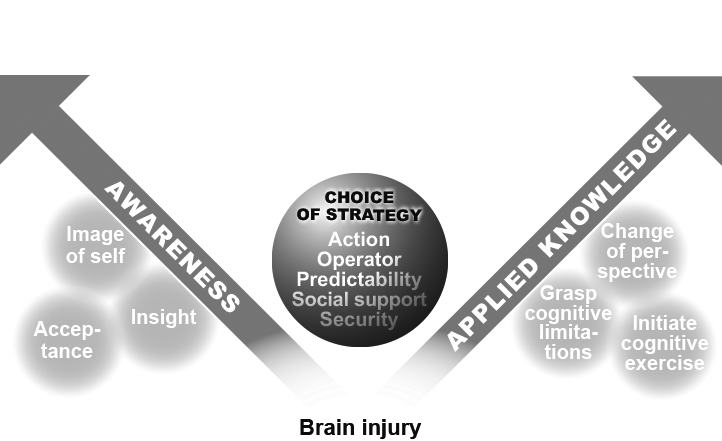 AWARENESS
Image
of self
Insight
Accep-
tance
CHOICE
OF STRATEGY
Action
Operator
Predictability
Social support
Security
APPLIED KNOWLEDGE
Change
of per-
spective
Grasp
cognitive
limita-
tions
Initiate
cognitive
exercise
Brain injury